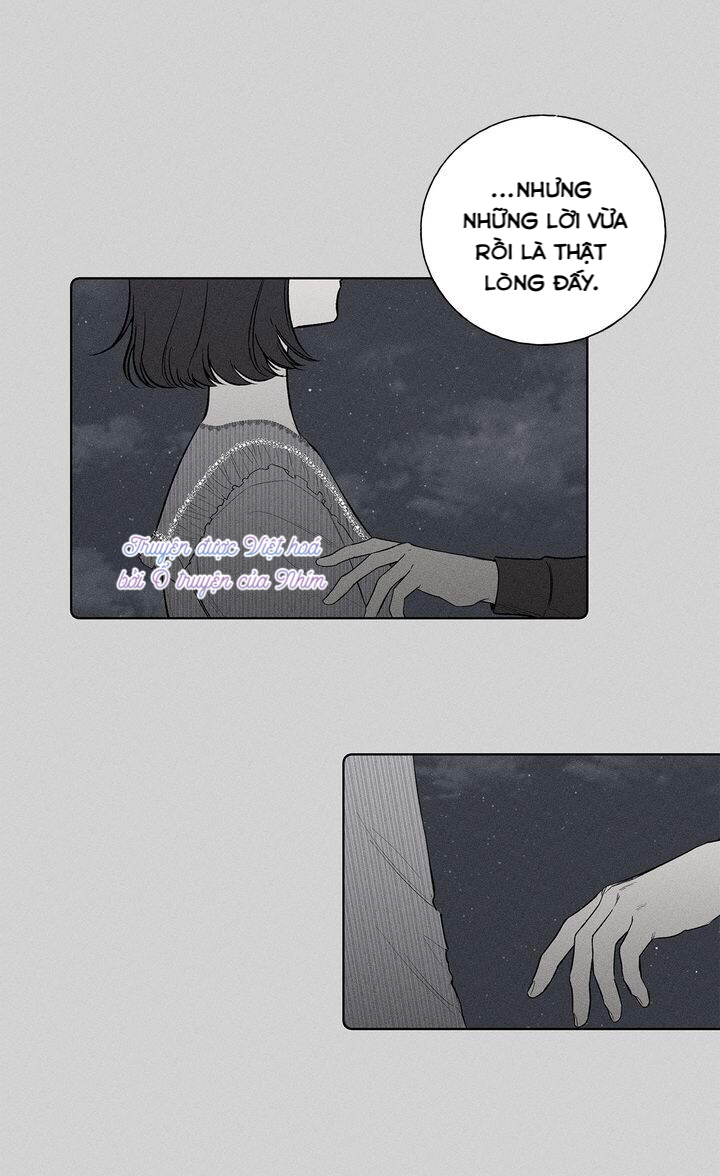 ...NHƯNG
NHỮNG LỜI VỪA
RỒI LÀ THẬT
LÒNG ĐẤY.
Truyện được Việt hoá
bởi Ổ truyện của Nhím